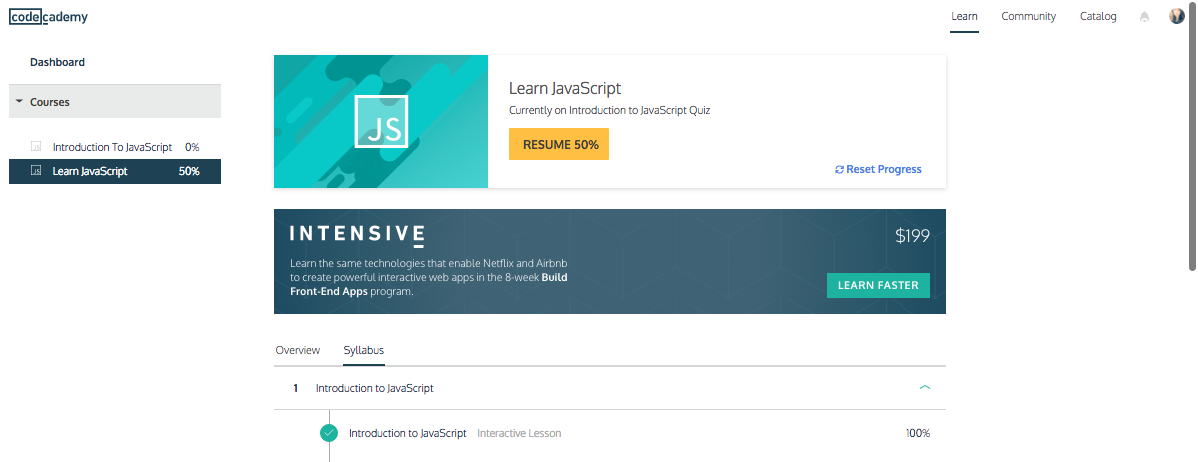 codecademy
Learn
Community
Catalog
Dashboard
Courses
JS
Introduction To JavaScript
0%
JS
Learn JavaScript
50%
JS
Learn JavaScript
Currently on Introduction to JavaScript Quiz
RESUME 50%
Reset Progress
INTENSIVE
$199
Learn the same technologies that enable Netflix and Airbnb
to create powerful interactive web apps in the 8-week Build
Front-End Apps program.
LEARN FASTER
Overview
Syllabus
1
Introduction to JavaScript
Introduction to JavaScript
Interactive Lesson
100%